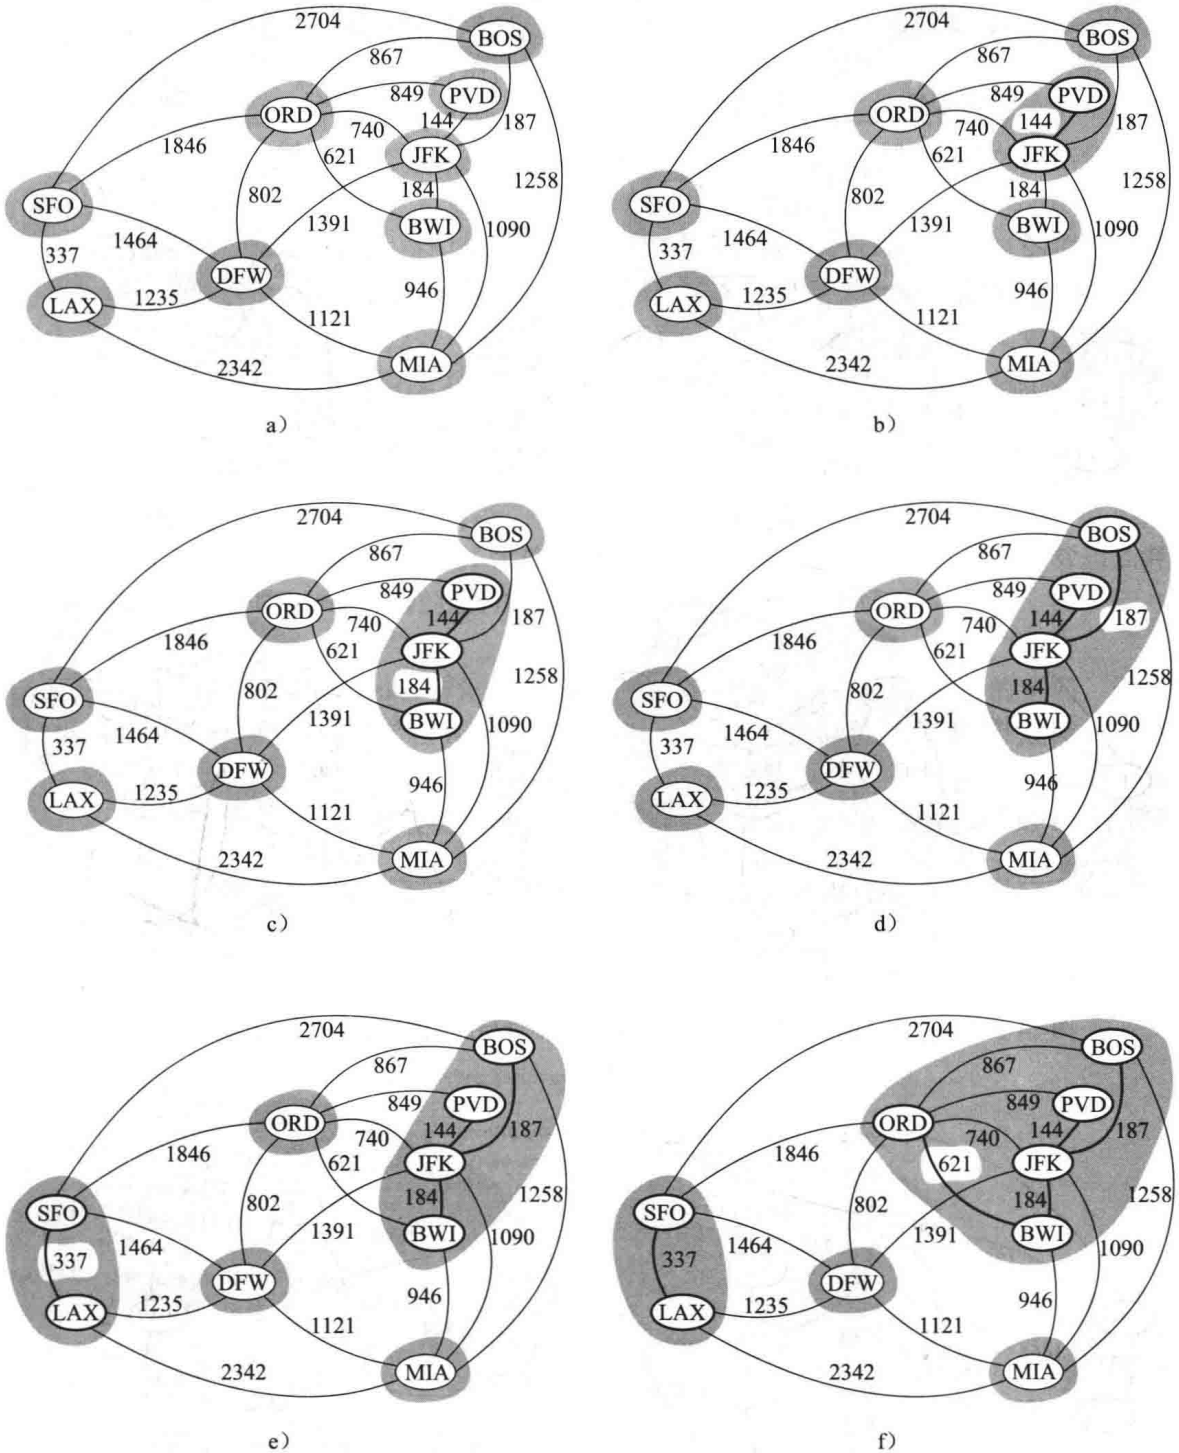 2704
BOS
867
PVD
849
ORD
144
187
740
1846
JFK
621
184
1258
SFO
802
1391
BWI
1090
1464
337
DFW
946
LAX
1235
1121
MIA
2342
a)
2704
BOS
867
PVD
849
ORD
144
187
740
1846
JFK
621
184
1258
SFO
802
1391
BWI
1090
1464
337
DFW
946
LAX
1235
1121
MIA
2342
b)
2704
BOS
867
PVD
849
ORD
144
187
740
1846
JFK
621
184
1258
SFO
802
1391
BWI
1090
1464
337
DFW
946
LAX
1235
1121
MIA
2342
c)
2704
BOS
867
PVD
849
ORD
144
187
740
1846
JFK
621
184
1258
SFO
802
1391
BWI
1090
1464
337
DFW
946
LAX
1235
1121
MIA
2342
d)
2704
BOS
867
PVD
849
ORD
144
187
740
1846
JFK
621
184
1258
SFO
802
1391
BWI
1090
1464
337
DFW
946
LAX
1235
1121
MIA
2342
e)
2704
BOS
867
PVD
849
ORD
144
187
740
1846
JFK
621
184
1258
SFO
802
1391
BWI
1090
1464
337
DFW
946
LAX
1235
1121
MIA
2342
f)